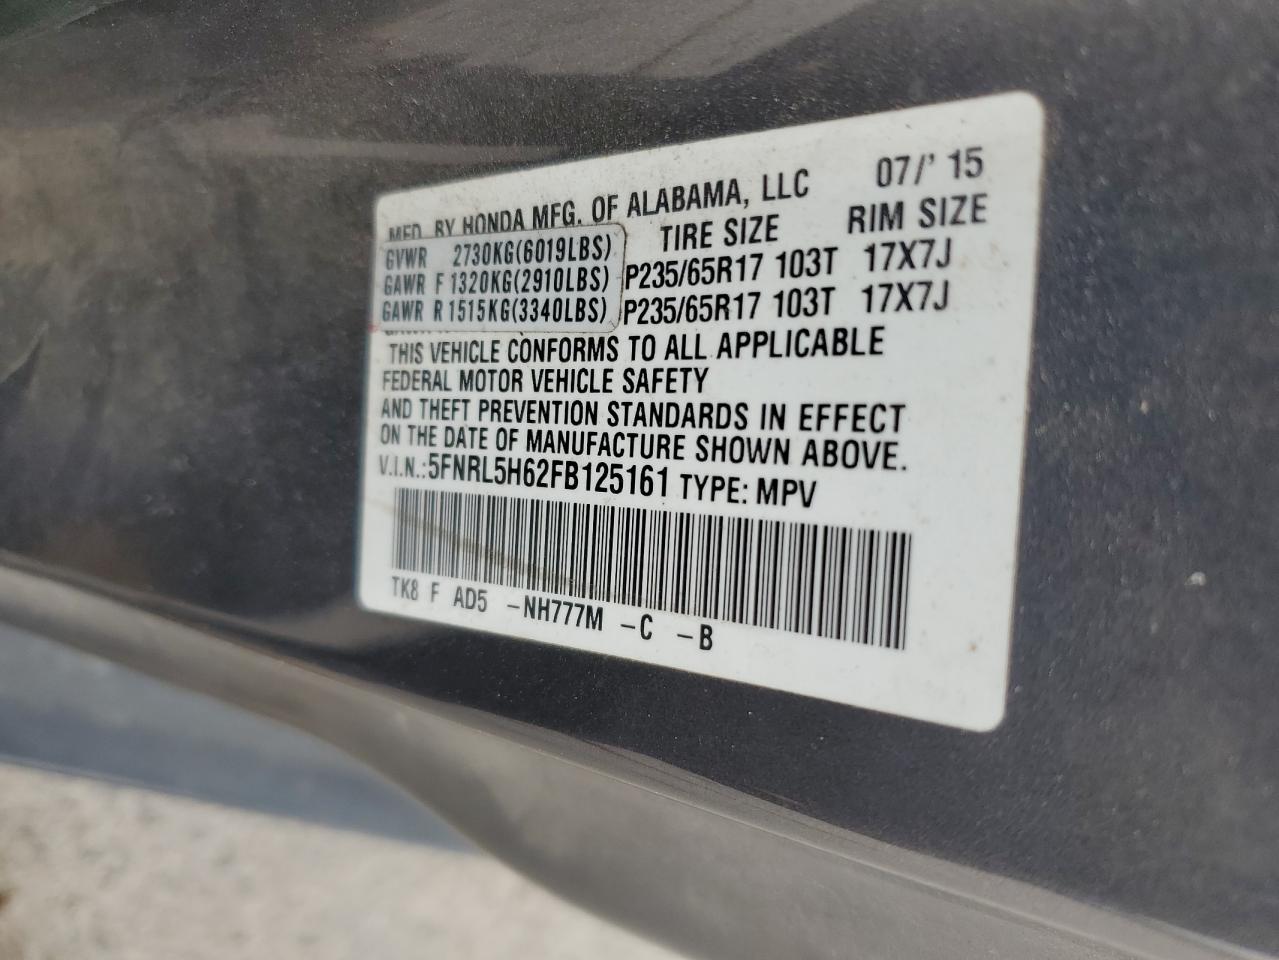 MFD. BY HONDA MFG. OF ALABAMA, LLC 07/' 15
TIRE SIZE RIM SIZE
GVWR 2730KG(6019LBS)
GAWR F 1320KG(2910LBS) P235/65R17 103T 17X7J
GAWR R 1515KG(3340LBS) P235/65R17 103T 17X7J
THIS VEHICLE CONFORMS TO ALL APPLICABLE
FEDERAL MOTOR VEHICLE SAFETY
AND THEFT PREVENTION STANDARDS IN EFFECT
ON THE DATE OF MANUFACTURE SHOWN ABOVE.
V.I.N.:5FNRL5H62FB125161 TYPE: MPV
TK8 F AD5 -NH777M -C -B